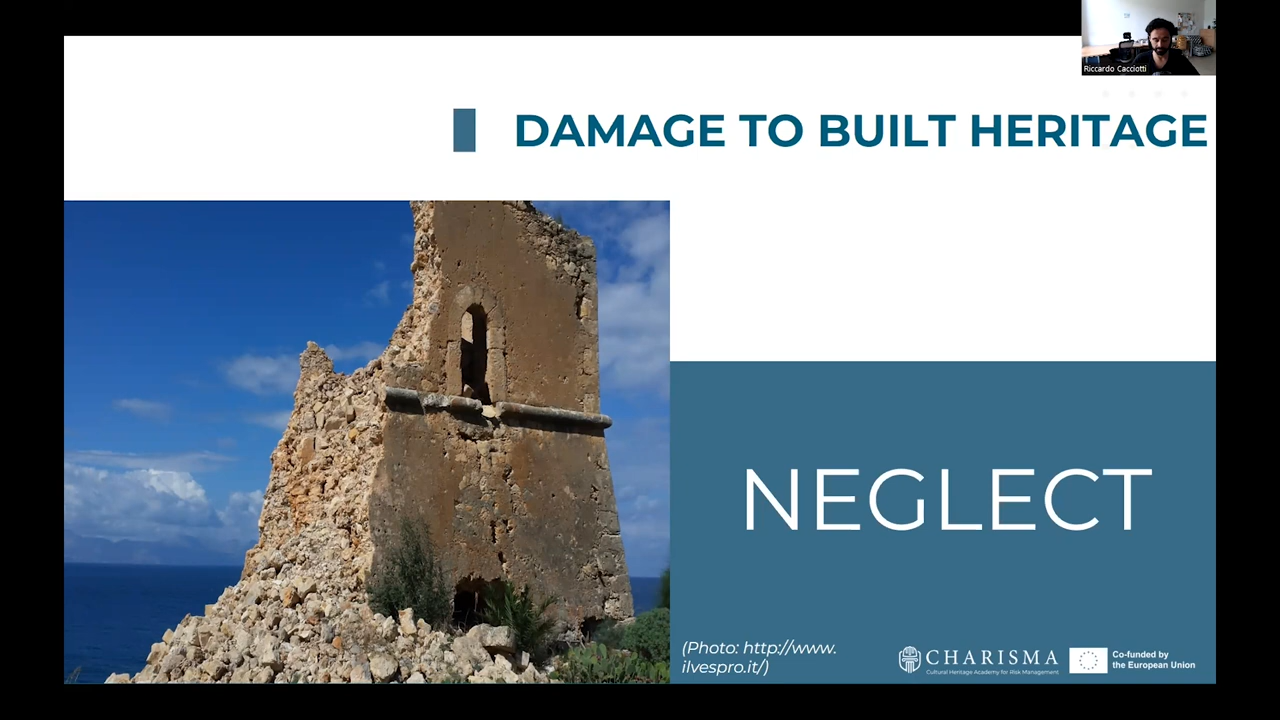 Riccardo Cacciotti
DAMAGE TO BUILT HERITAGE
NEGLECT
(Photo: http://www.
ilvespro.it/)
CHARISMA
Cultural Heritage Academy for Risk Management
Co-funded by
the European Union